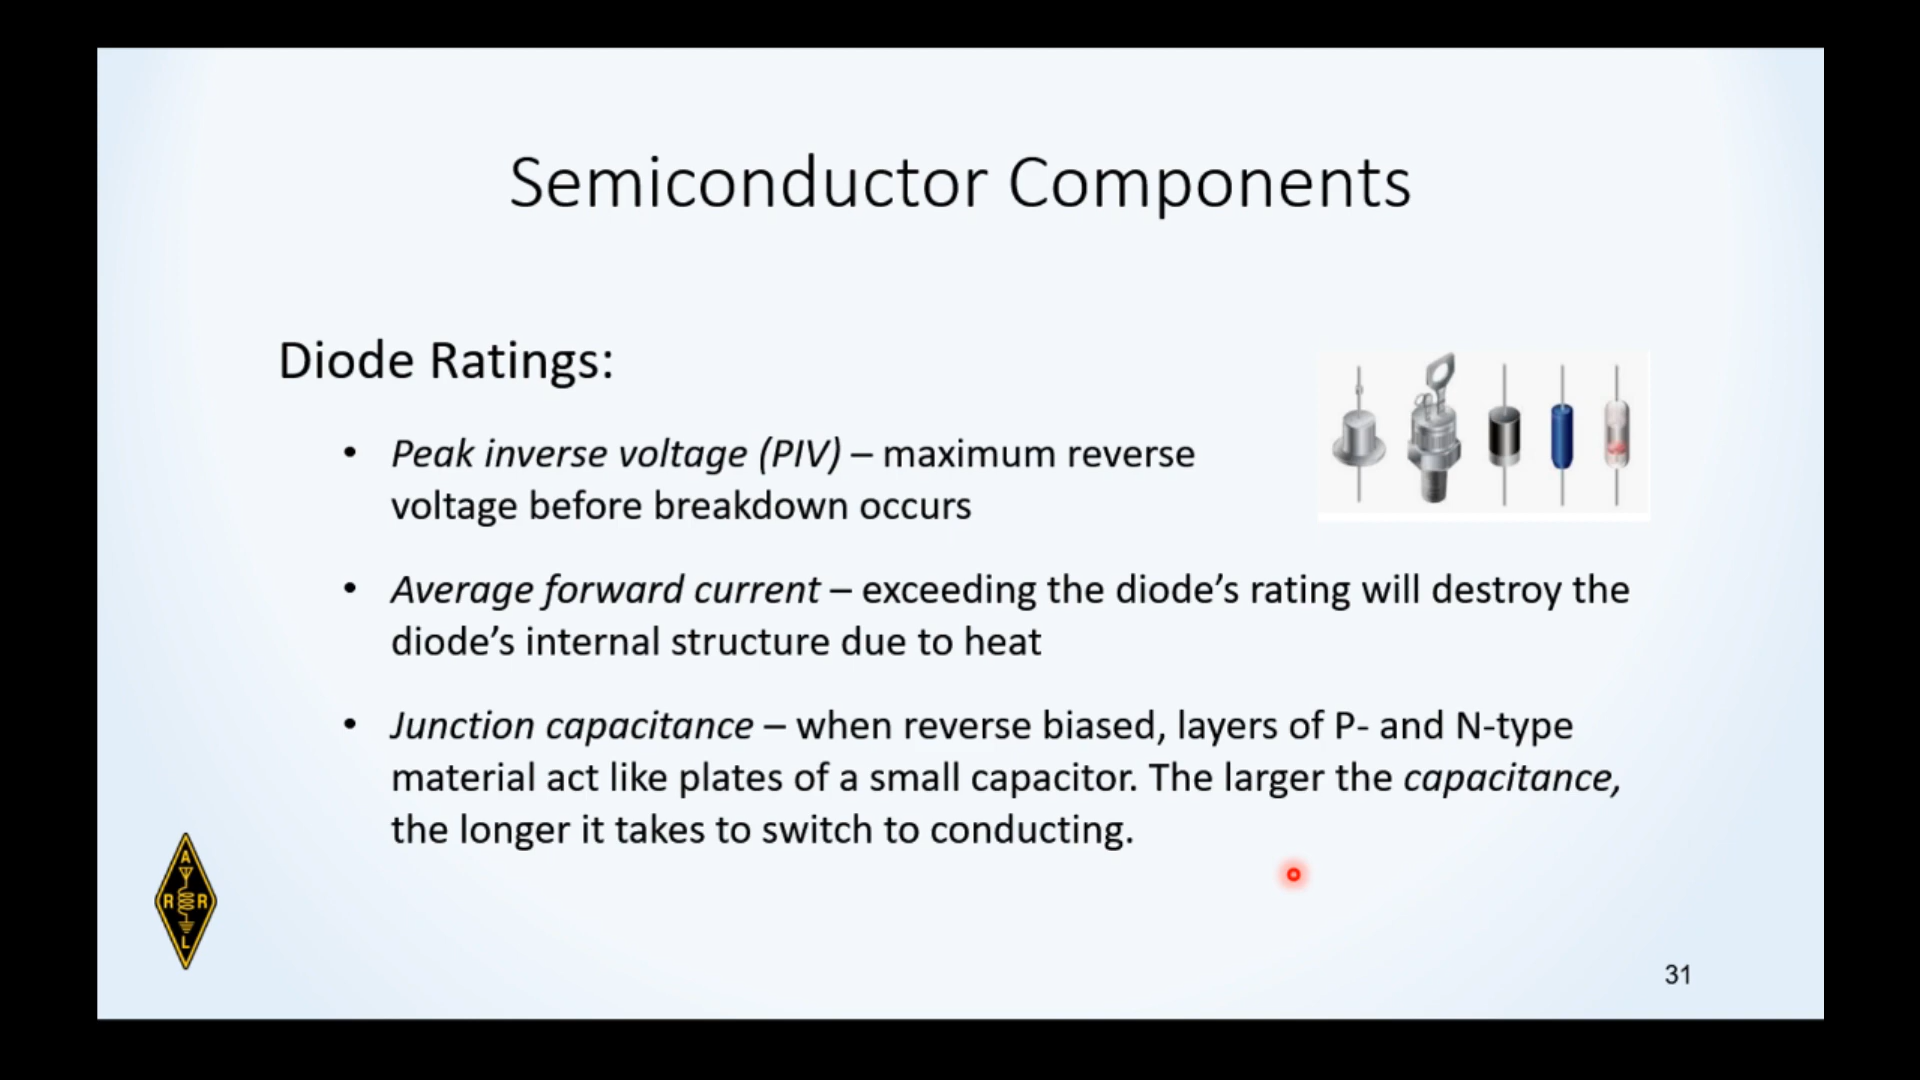 Semiconductor Components
Diode Ratings:
• Peak inverse voltage (PIV) – maximum reverse
voltage before breakdown occurs
• Average forward current – exceeding the diode’s rating will destroy the
diode’s internal structure due to heat
• Junction capacitance – when reverse biased, layers of P- and N-type
material act like plates of a small capacitor. The larger the capacitance,
the longer it takes to switch to conducting.
A
R R
L
31